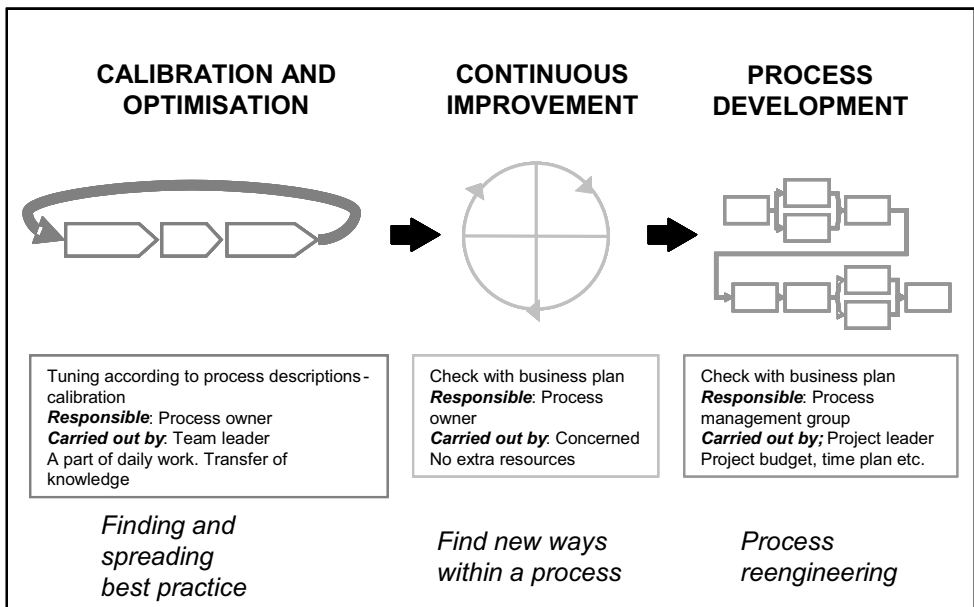 CALIBRATION AND
OPTIMISATION
CONTINUOUS
IMPROVEMENT
PROCESS
DEVELOPMENT
Tuning according to process descriptions -
calibration
Responsible: Process owner
Carried out by: Team leader
A part of daily work. Transfer of
knowledge
Check with business plan
Responsible: Process
owner
Carried out by: Concerned
No extra resources
Check with business plan
Responsible: Process
management group
Carried out by; Project leader
Project budget, time plan etc.
Finding and
spreading
best practice
Find new ways
within a process
Process
reengineering